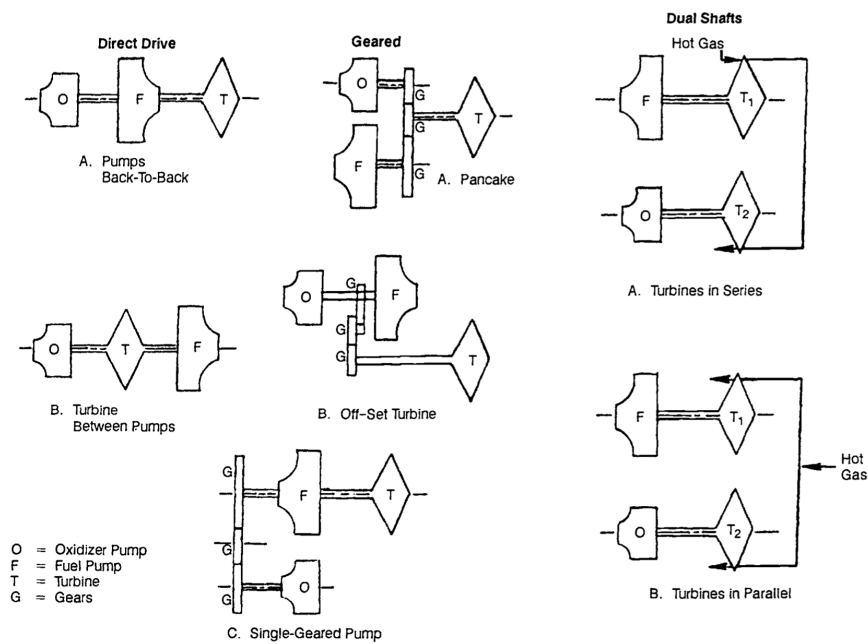 Direct Drive
O
F
T
A. Pumps
Back-To-Back
O
T
F
B. Turbine
Between Pumps
Geared
O
G
G
T
F
G
A. Pancake
G
O
F
G
G
T
B. Off-Set Turbine
G
F
T
G
G
O
C. Single-Geared Pump
Dual Shafts
Hot Gas
F
T1
O
T2
A. Turbines in Series
F
T1
Hot
Gas
O
T2
B. Turbines in Parallel
O = Oxidizer Pump
F = Fuel Pump
T = Turbine
G = Gears